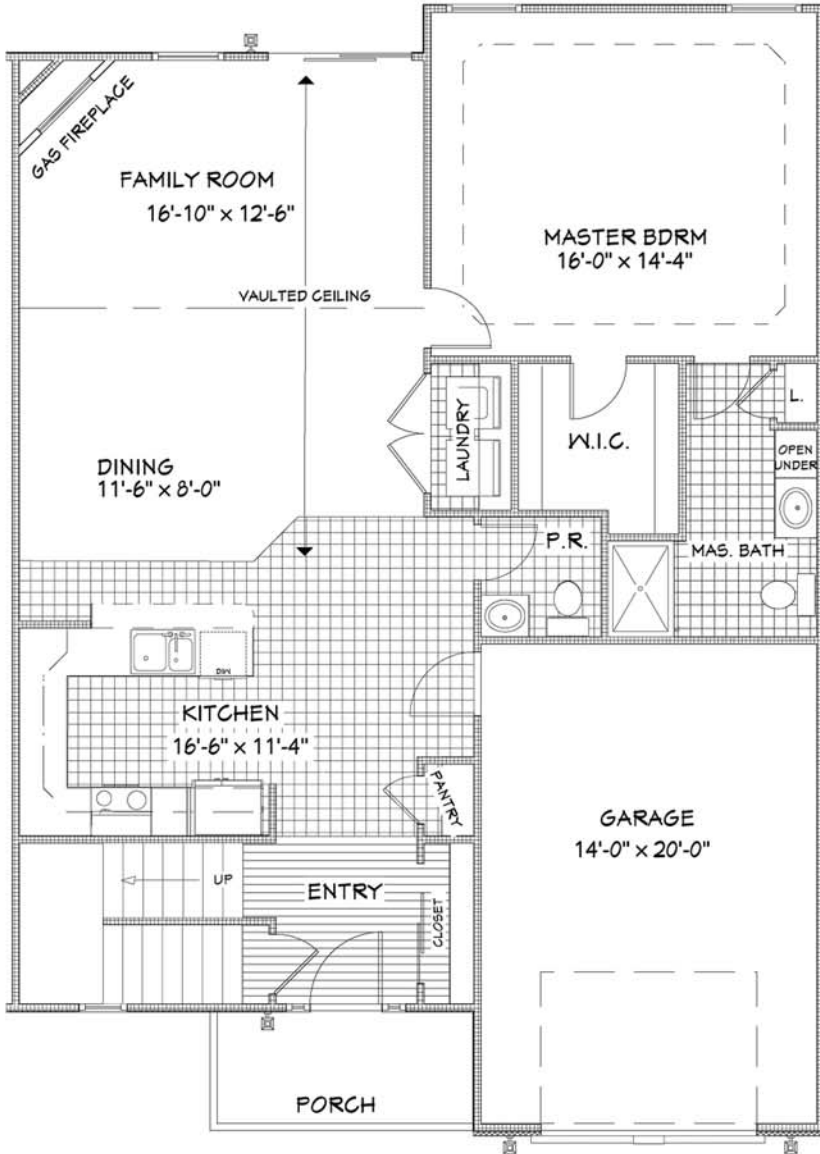 GAS FIREPLACE
FAMILY ROOM
16'-10" x 12'-6"
MASTER BDRM
16'-0" x 14'-4"
VAULTED CEILING
LAUNDRY
W.I.C.
L.
OPEN
UNDER
DINING
11'-6" x 8'-0"
P.R.
MAS. BATH
DW
KITCHEN
16'-6" x 11'-4"
PANTRY
GARAGE
14'-0" x 20'-0"
UP
ENTRY
CLOSET
PORCH